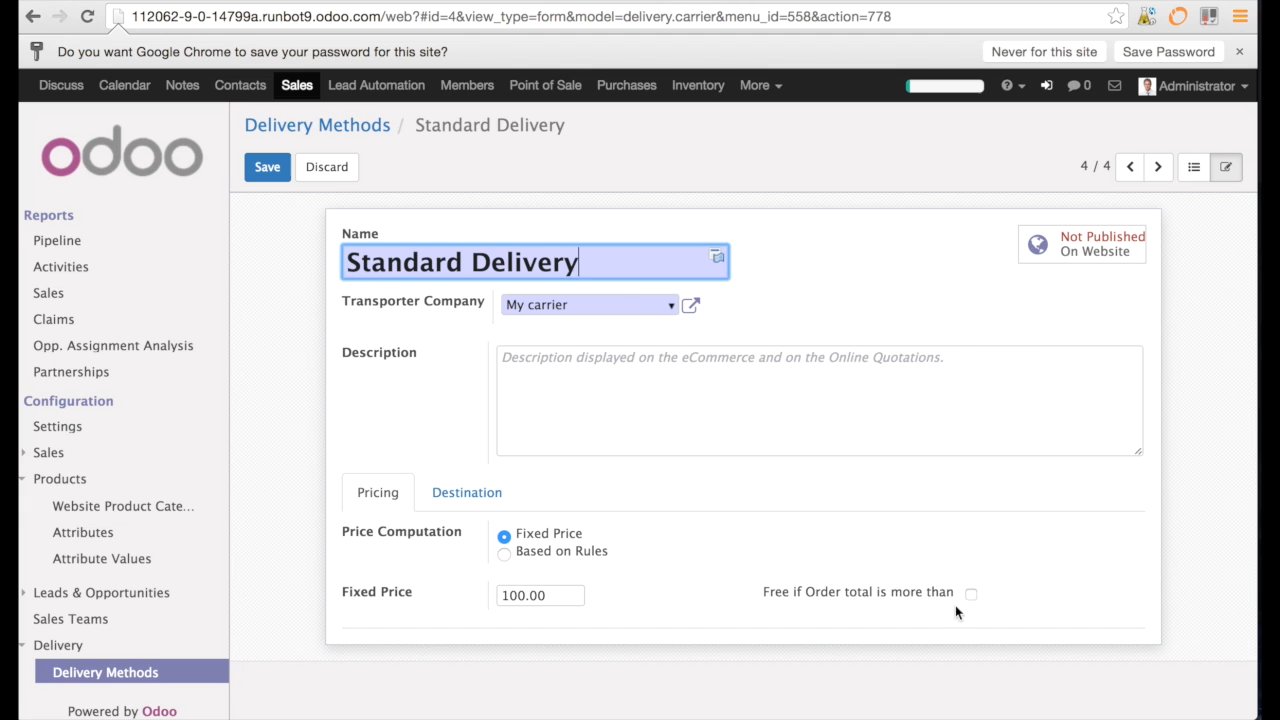 112062-9-0-14799a.runbot9.odoo.com/web?#id=4&view_type=form&model=delivery.carrier&menu_id=558&action=778
Do you want Google Chrome to save your password for this site?
Never for this site
Save Password
×
Discuss Calendar Notes Contacts Sales Lead Automation Members Point of Sale Purchases Inventory More
0
Administrator
odoo
Reports
Pipeline
Activities
Sales
Claims
Opp. Assignment Analysis
Partnerships
Configuration
Settings
Sales
Products
Website Product Cate...
Attributes
Attribute Values
Leads & Opportunities
Sales Teams
Delivery
Delivery Methods
Powered by Odoo
Delivery Methods / Standard Delivery
Save Discard
4 / 4
Name
Standard Delivery
Not Published
On Website
Transporter Company My carrier
Description
Description displayed on the eCommerce and on the Online Quotations.
Pricing Destination
Price Computation
Fixed Price
Based on Rules
Fixed Price 100.00
Free if Order total is more than